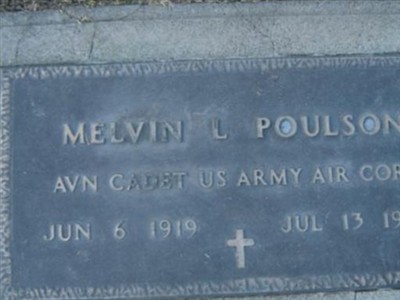 MELVIN L POULSON
AVN CADET US ARMY AIR COR
JUN 6 1919 JUL 13 19